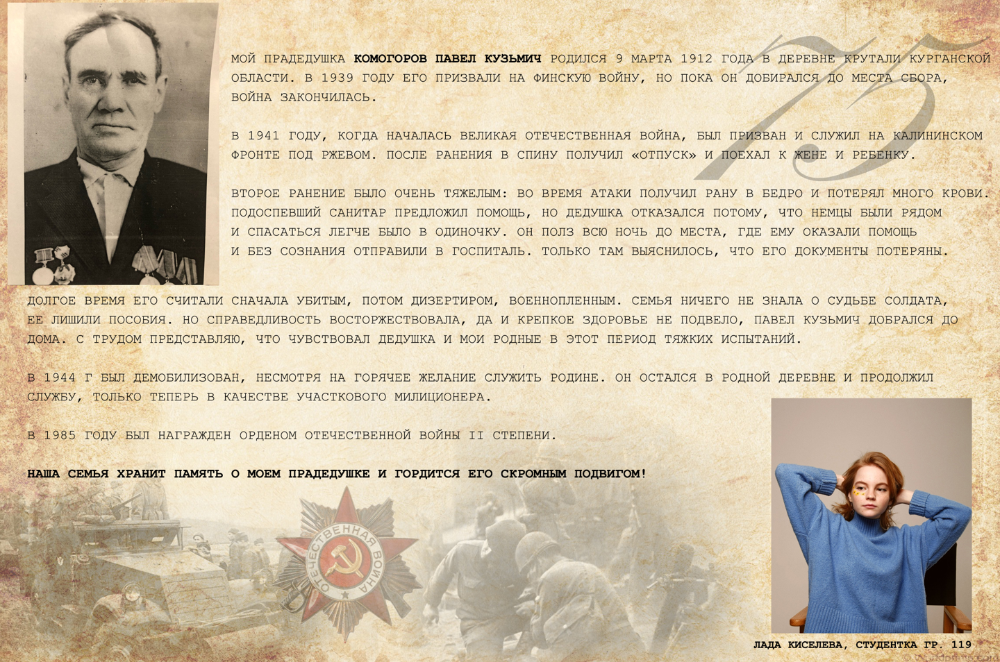 75
МОЙ ПРАДЕДУШКА КОМОГОРОВ ПАВЕЛ КУЗЬМИЧ РОДИЛСЯ 9 МАРТА 1912 ГОДА В ДЕРЕВНЕ КРУТАЛИ КУРГАНСКОЙ
ОБЛАСТИ. В 1939 ГОДУ ЕГО ПРИЗВАЛИ НА ФИНСКУЮ ВОЙНУ, НО ПОКА ОН ДОБИРАЛСЯ ДО МЕСТА СБОРА,
ВОЙНА ЗАКОНЧИЛАСЬ.
В 1941 ГОДУ, КОГДА НАЧАЛАСЬ ВЕЛИКАЯ ОТЕЧЕСТВЕННАЯ ВОЙНА, БЫЛ ПРИЗВАН И СЛУЖИЛ НА КАЛИНИНСКОМ
ФРОНТЕ ПОД РЖЕВОМ. ПОСЛЕ РАНЕНИЯ В СПИНУ ПОЛУЧИЛ «ОТПУСК» И ПОЕХАЛ К ЖЕНЕ И РЕБЕНКУ.
ВТОРОЕ РАНЕНИЕ БЫЛО ОЧЕНЬ ТЯЖЕЛЫМ: ВО ВРЕМЯ АТАКИ ПОЛУЧИЛ РАНУ В БЕДРО И ПОТЕРЯЛ МНОГО КРОВИ.
ПОДОСПЕВШИЙ САНИТАР ПРЕДЛОЖИЛ ПОМОЩЬ, НО ДЕДУШКА ОТКАЗАЛСЯ ПОТОМУ, ЧТО НЕМЦЫ БЫЛИ РЯДОМ
И СПАСАТЬСЯ ЛЕГЧЕ БЫЛО В ОДИНОЧКУ. ОН ПОЛЗ ВСЮ НОЧЬ ДО МЕСТА, ГДЕ ЕМУ ОКАЗАЛИ ПОМОЩЬ
И БЕЗ СОЗНАНИЯ ОТПРАВИЛИ В ГОСПИТАЛЬ. ТОЛЬКО ТАМ ВЫЯСНИЛОСЬ, ЧТО ЕГО ДОКУМЕНТЫ ПОТЕРЯНЫ.
ДОЛГОЕ ВРЕМЯ ЕГО СЧИТАЛИ СНАЧАЛА УБИТЫМ, ПОТОМ ДИЗЕРТИРОМ, ВОЕННОПЛЕННЫМ. СЕМЬЯ НИЧЕГО НЕ ЗНАЛА О СУДЬБЕ СОЛДАТА,
ЕЕ ЛИШИЛИ ПОСОБИЯ. НО СПРАВЕДЛИВОСТЬ ВОСТОРЖЕСТВОВАЛА, ДА И КРЕПКОЕ ЗДОРОВЬЕ НЕ ПОДВЕЛО, ПАВЕЛ КУЗЬМИЧ ДОБРАЛСЯ ДО
ДОМА. С ТРУДОМ ПРЕДСТАВЛЯЮ, ЧТО ЧУВСТВОВАЛ ДЕДУШКА И МОИ РОДНЫЕ В ЭТОТ ПЕРИОД ТЯЖКИХ ИСПЫТАНИЙ.
В 1944 Г БЫЛ ДЕМОБИЛИЗОВАН, НЕСМОТРЯ НА ГОРЯЧЕЕ ЖЕЛАНИЕ СЛУЖИТЬ РОДИНЕ. ОН ОСТАЛСЯ В РОДНОЙ ДЕРЕВНЕ И ПРОДОЛЖИЛ
СЛУЖБУ, ТОЛЬКО ТЕПЕРЬ В КАЧЕСТВЕ УЧАСТКОВОГО МИЛИЦИОНЕРА.
В 1985 ГОДУ БЫЛ НАГРАЖДЕН ОРДЕНОМ ОТЕЧЕСТВЕННОЙ ВОЙНЫ II СТЕПЕНИ.
НАША СЕМЬЯ ХРАНИТ ПАМЯТЬ О МОЕМ ПРАДЕДУШКЕ И ГОРДИТСЯ ЕГО СКРОМНЫМ ПОДВИГОМ!
ОТЕЧЕСТВЕННАЯ ВОЙНА
ЛАДА КИСЕЛЕВА, СТУДЕНТКА ГР. 119